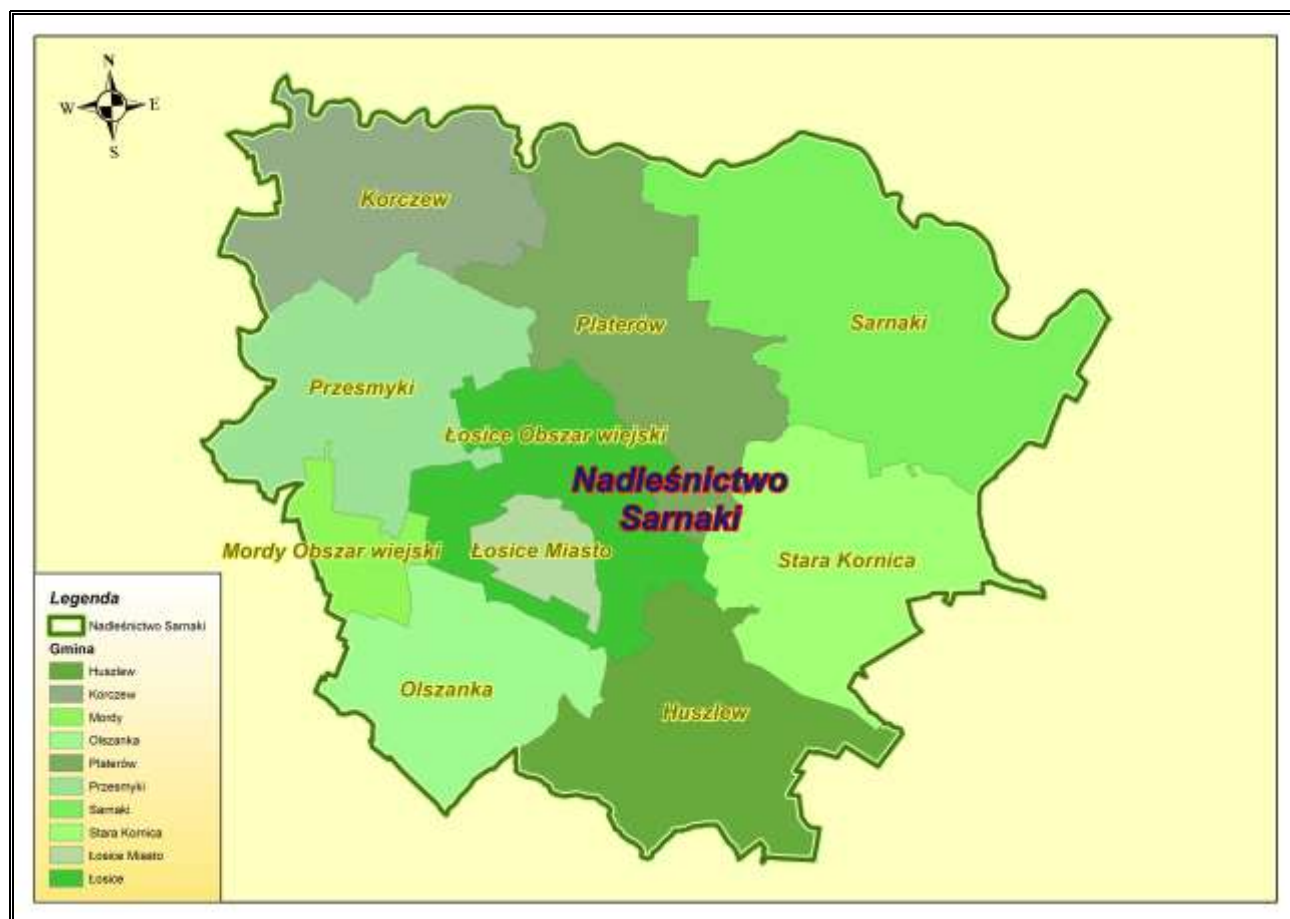 N
W E
S
Korczew
Platerów
Sarnaki
Przesmyki
Łosice Obszar wiejski
Nadleśnictwo
Sarnaki
Mordy Obszar wiejski
Łosice Miasto
Stara Kornica
Olszanka
Huszlew
Legenda
Nadleśnictwo Sarnaki
Gmina
Huszlew
Korczew
Mordy
Olszanka
Platerów
Przesmyki
Sarnaki
Stara Kornica
Łosice Miasto
Łosice